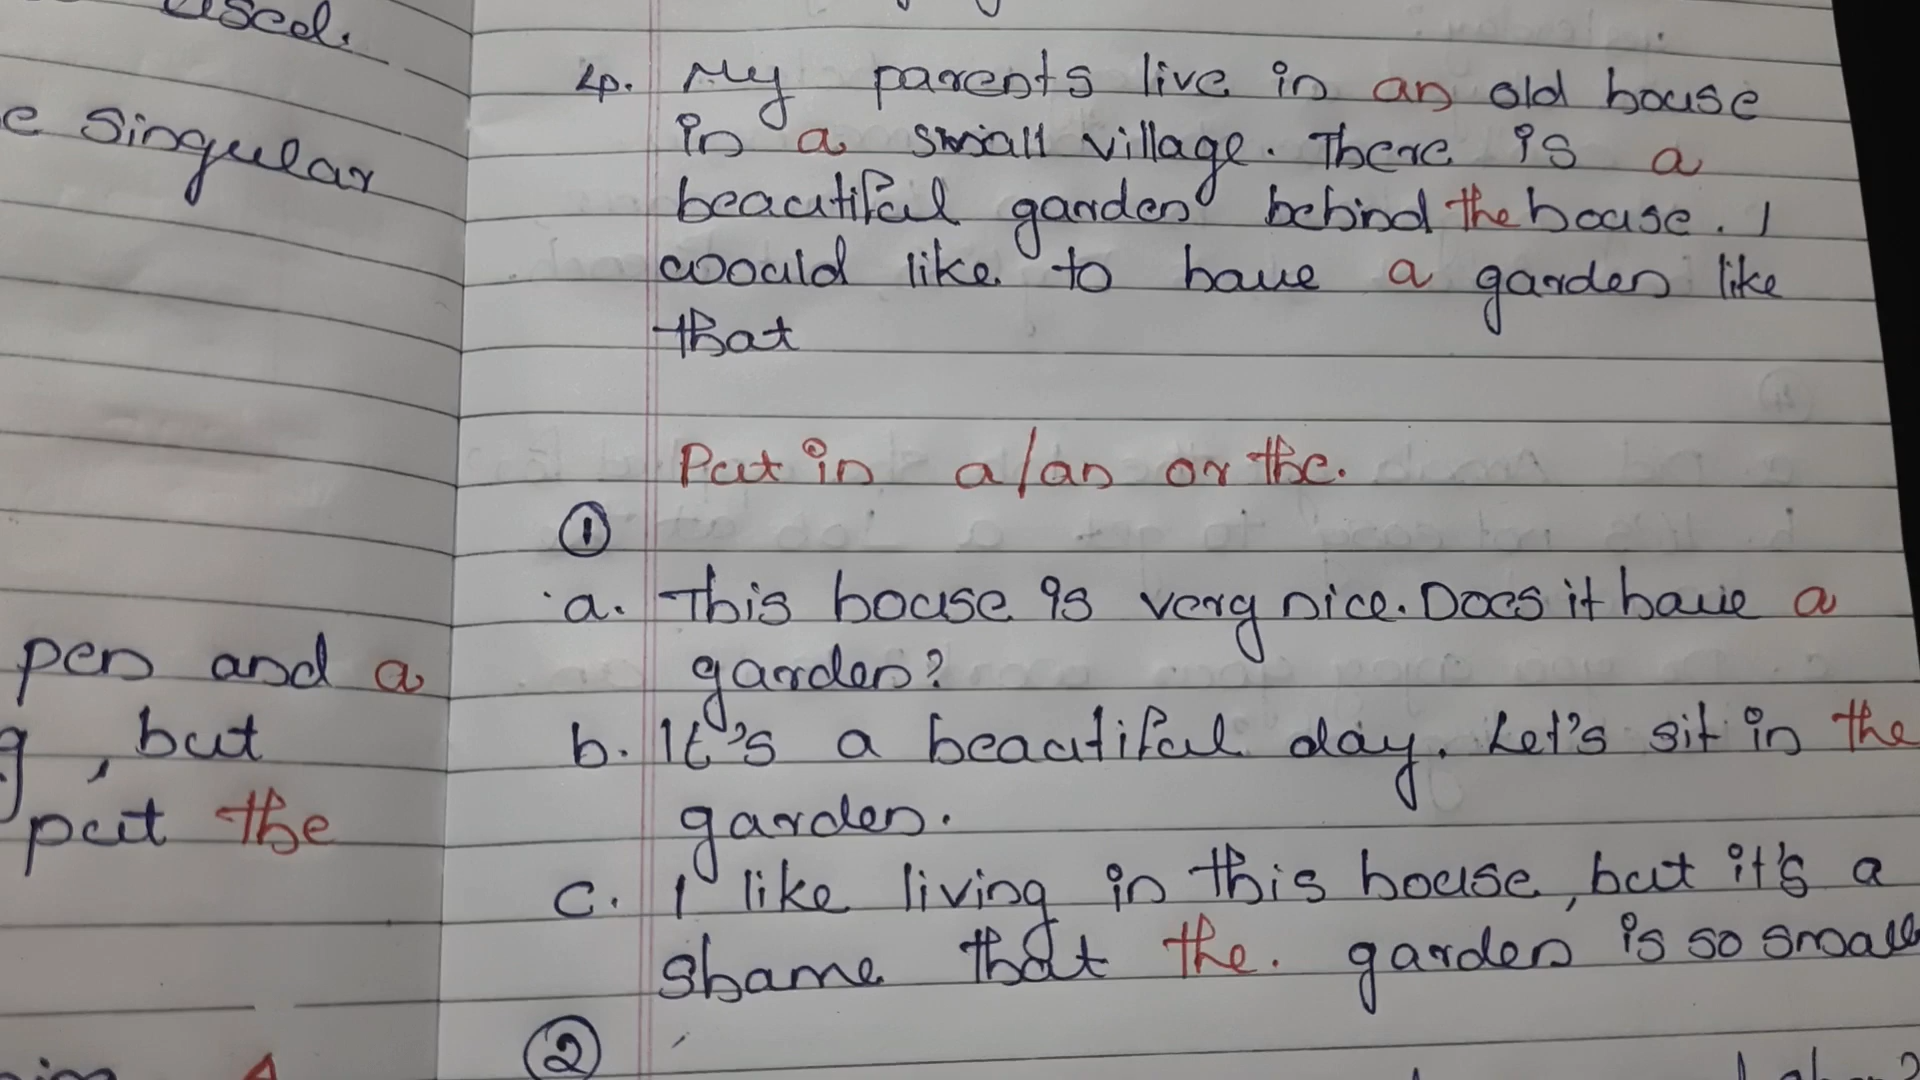 used.
e singular
pen and a
g, but
put the
4. My parents live in an old house
in a small village. There is a
beautiful garden behind the house. I
woould like to have a garden like
that
Put in a/an or the.
①
a. This house is very nice. Does it have a
garden?
b. It's a beautiful day. Let's sit in the
garden.
c. I like living in this house, but it's a
shame that the. garden is so small
②